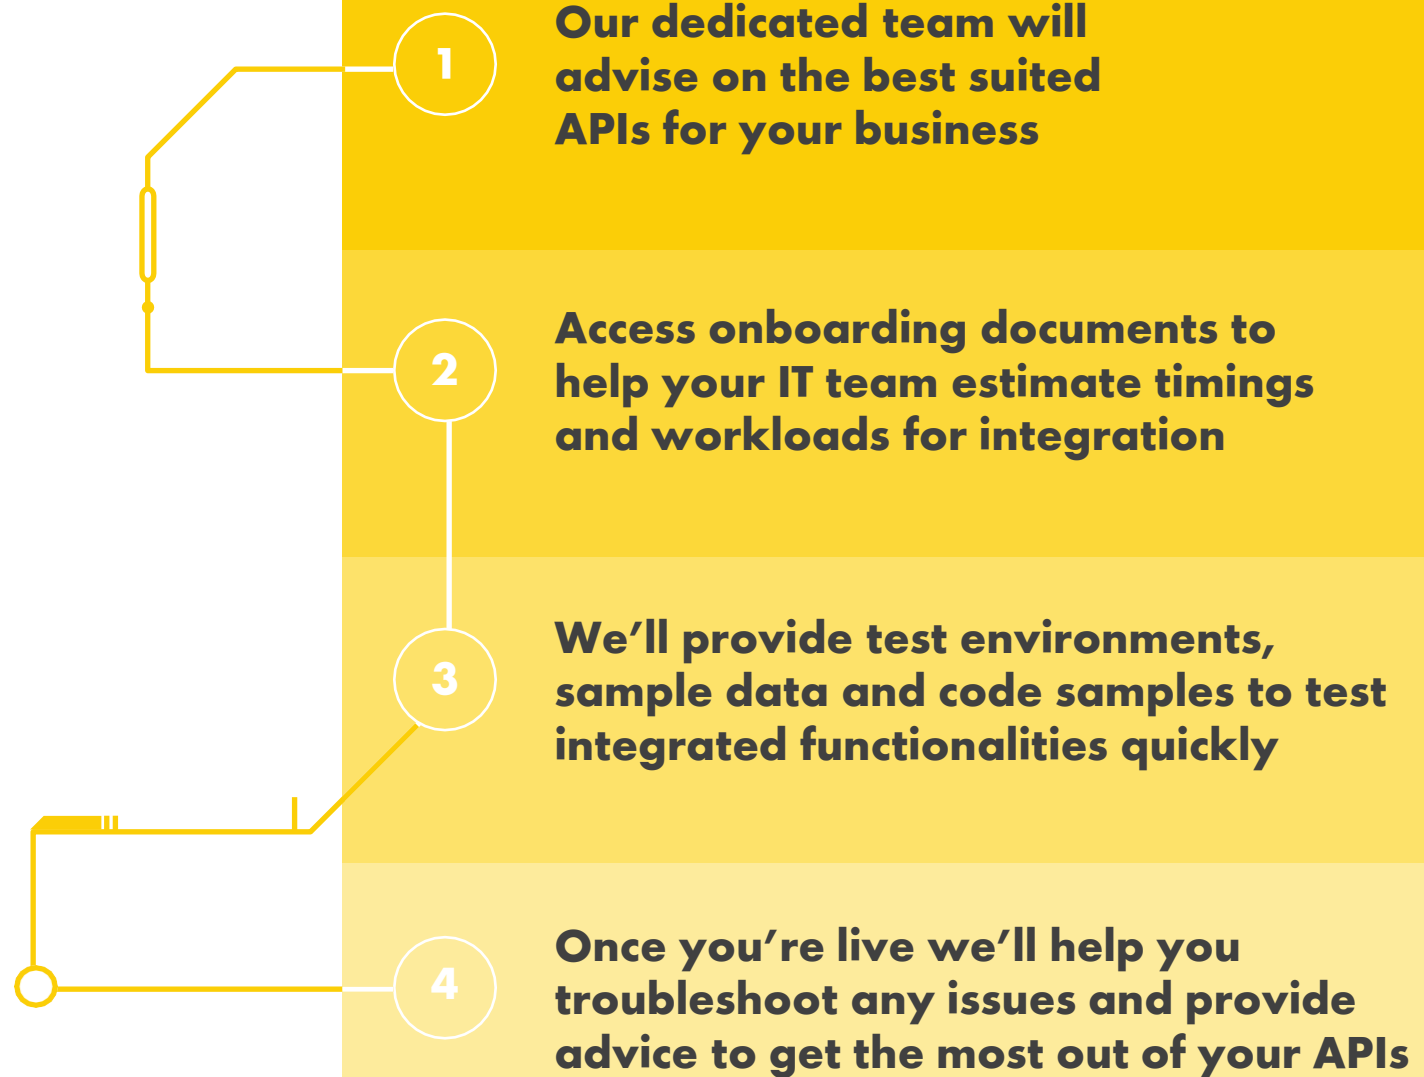 1
Our dedicated team will
advise on the best suited
APIs for your business
2
Access onboarding documents to
help your IT team estimate timings
and workloads for integration
3
We’ll provide test environments,
sample data and code samples to test
integrated functionalities quickly
4
Once you’re live we’ll help you
troubleshoot any issues and provide
advice to get the most out of your APIs